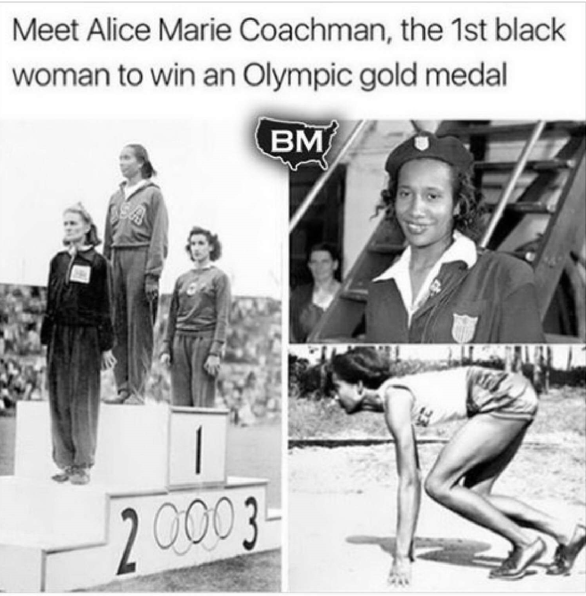 Meet Alice Marie Coachman, the 1st black
woman to win an Olympic gold medal
BM
USA
1
2
3